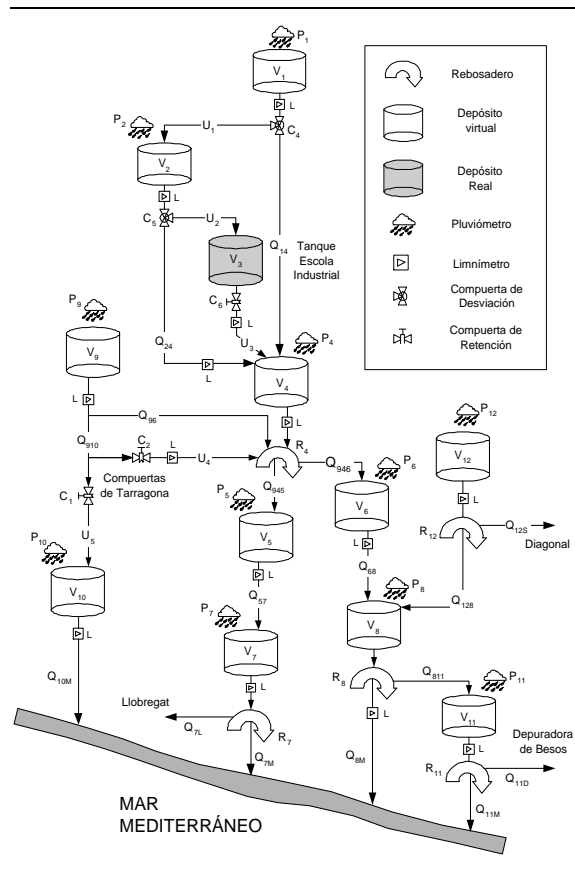 P1
V1
L
C4
P2
U1
V2
L
C5
U2
Q14
Tanque
Escola
Industrial
V3
C6
L
U3
P4
Q24
L
V4
L
P9
V9
L
Q96
R4
Q910
C2
L
U4
Compuertas
de Tarragona
C1
U5
Q946
P6
Q945
P5
V6
L
V5
L
P12
V12
L
R12
Q12S
Diagonal
P10
V10
L
Q57
Q68
P8
Q128
V8
P7
V7
L
R8
Q811
P11
L
V11
L
Q10M
Llobregat
Q7L
R7
Q7M
Q8M
R11
Depuradora
de Besos
Q11D
Q11M
MAR
MEDITERRÁNEO
Rebosadero
Depósito
virtual
Depósito
Real
Pluviómetro
Limnímetro
Compuerta de
Desviación
Compuerta de
Retención